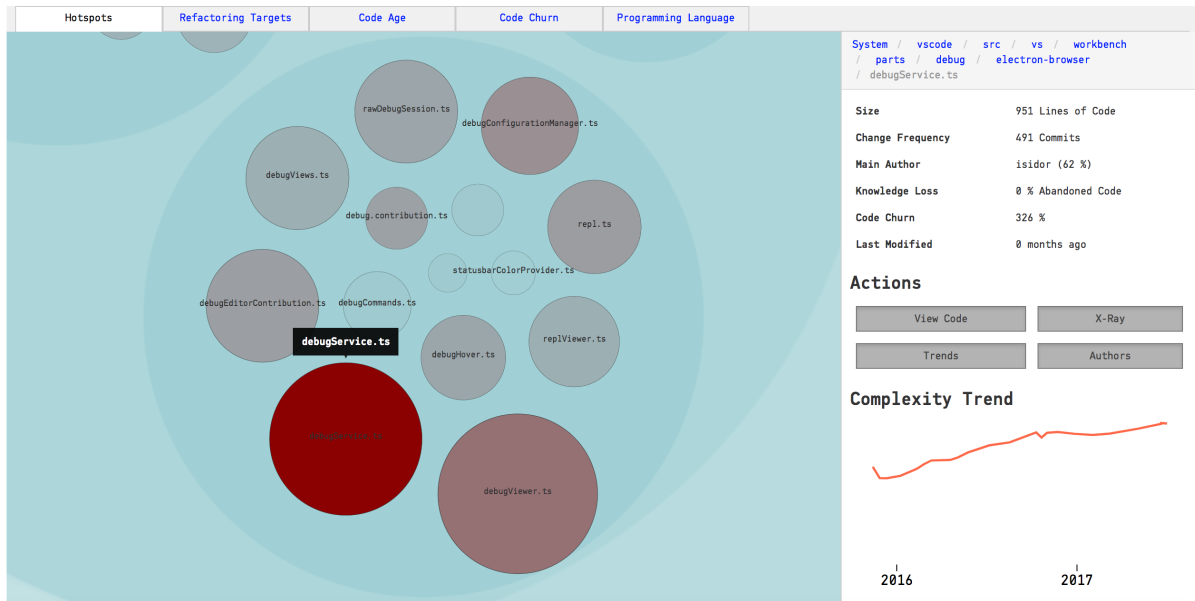 Hotspots
Refactoring Targets
Code Age
Code Churn
Programming Language
System / vscode / src / vs / workbench
/ parts / debug / electron-browser
/ debugService.ts
rawDebugSession.ts
debugConfigurationManager.ts
debugViews.ts
debug.contribution.ts
repl.ts
statusbarColorProvider.ts
debugEditorContribution.ts
debugCommands.ts
debugService.ts
replViewer.ts
debugHover.ts
debugService.ts
debugViewer.ts
Size 951 Lines of Code
Change Frequency 491 Commits
Main Author isidor (62 %)
Knowledge Loss 0 % Abandoned Code
Code Churn 326 %
Last Modified 0 months ago
Actions
View Code
X-Ray
Trends
Authors
Complexity Trend
2016
2017